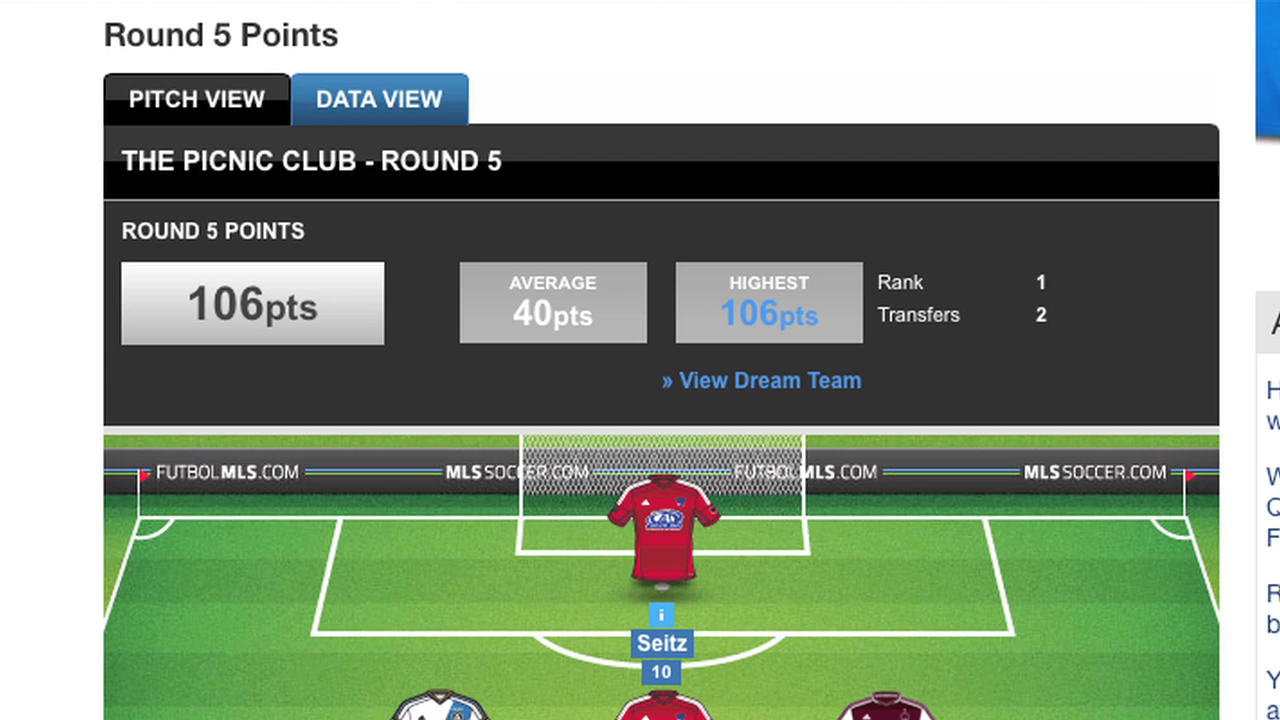 Round 5 Points
PITCH VIEW
DATA VIEW
THE PICNIC CLUB - ROUND 5
ROUND 5 POINTS
106pts
AVERAGE
40pts
HIGHEST
106pts
Rank 1
Transfers 2
» View Dream Team
FUTBOLMLS.COM
MLSSOCCER.COM
FUTBOLMLS.COM
MLSSOCCER.COM
i
Seitz
10